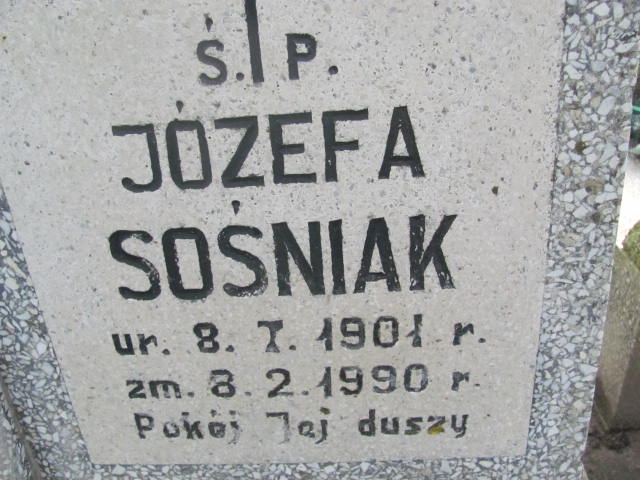 Ś. P.
JÓZEFA
SOŚNIAK
ur. 8. I. 1901 r.
zm. 8.2.1990 r.
Pokój Jej duszy